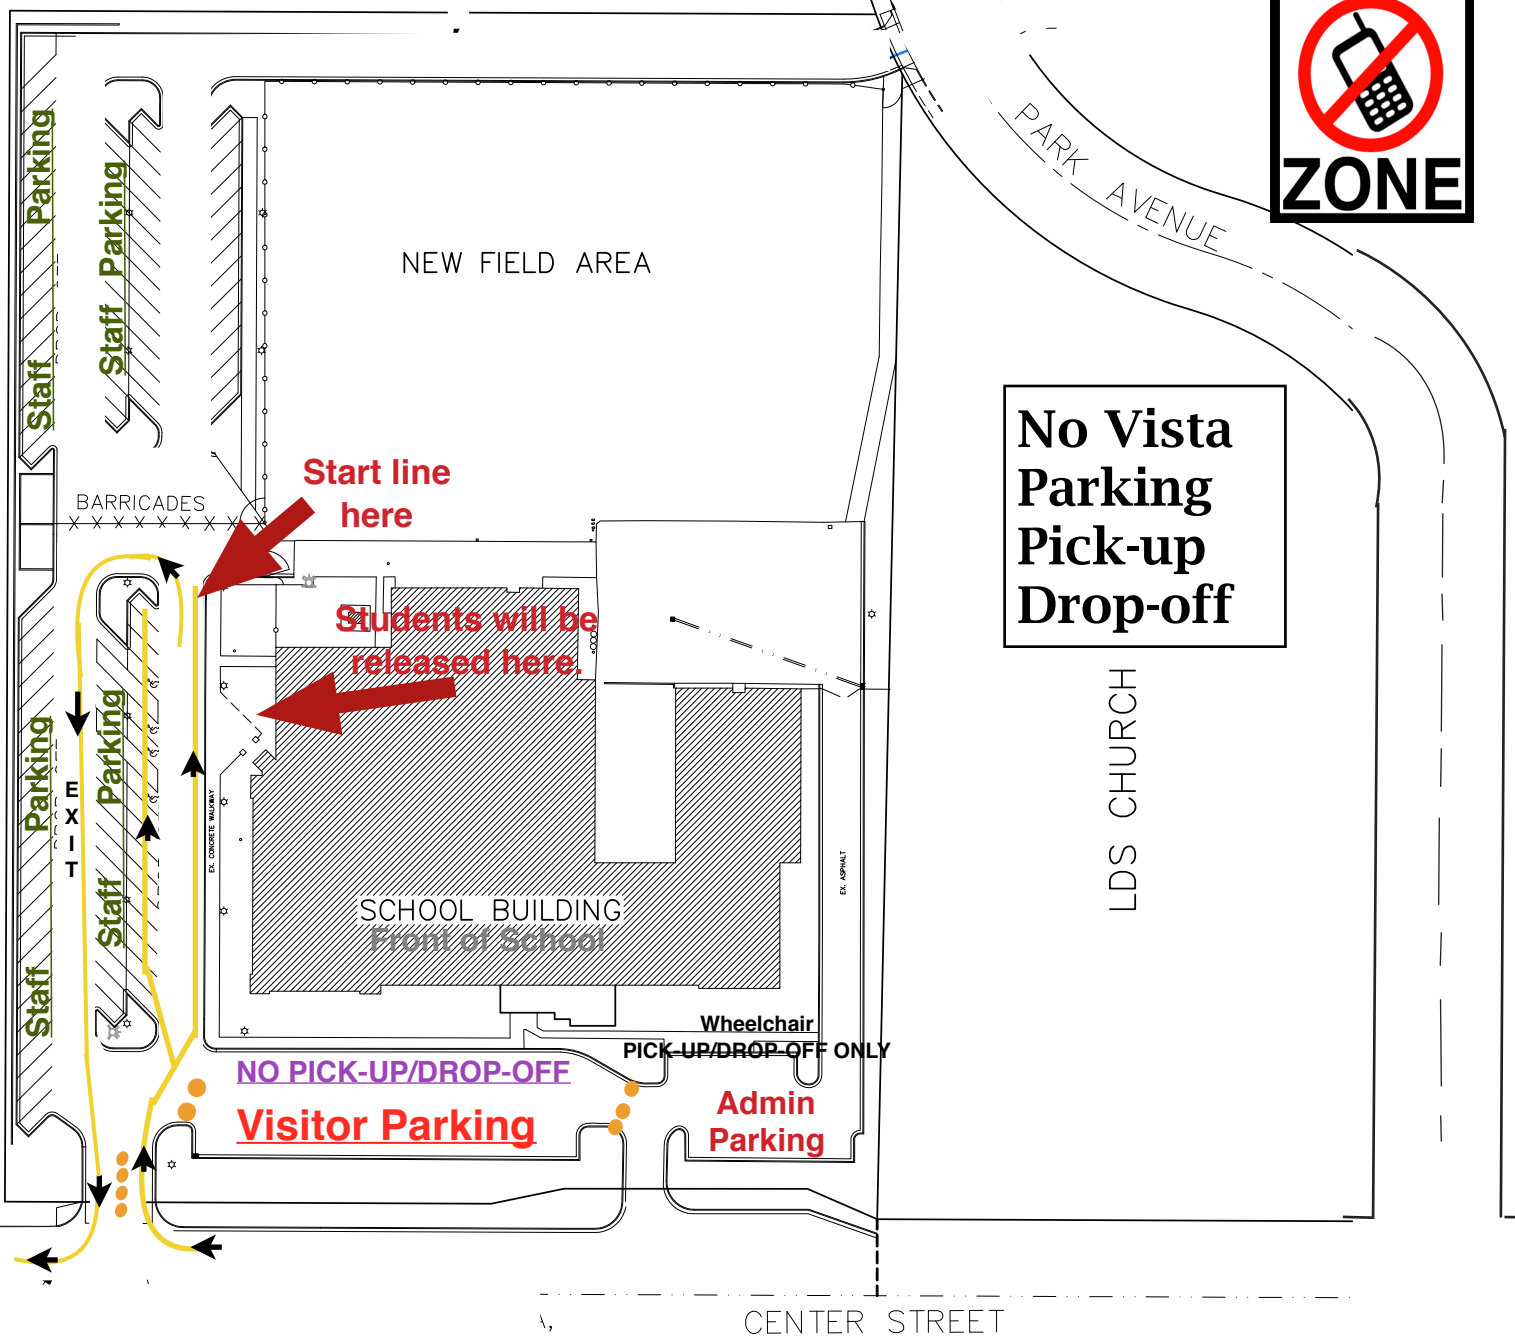 ZONE
PARK AVENUE
Parking
Staff
Parking
Staff
NEW FIELD AREA
No Vista
Parking
Pick-up
Drop-off
Start line
here
BARRICADES
Students will be
released here.
LDS CHURCH
Parking
Staff
Parking
Staff
E
X
I
T
EX. CONCRETE WALKWAY
EX. ASPHALT
SCHOOL BUILDING
Front of School
Wheelchair
PICK-UP/DROP-OFF ONLY
NO PICK-UP/DROP-OFF
Visitor Parking
Admin
Parking
CENTER STREET